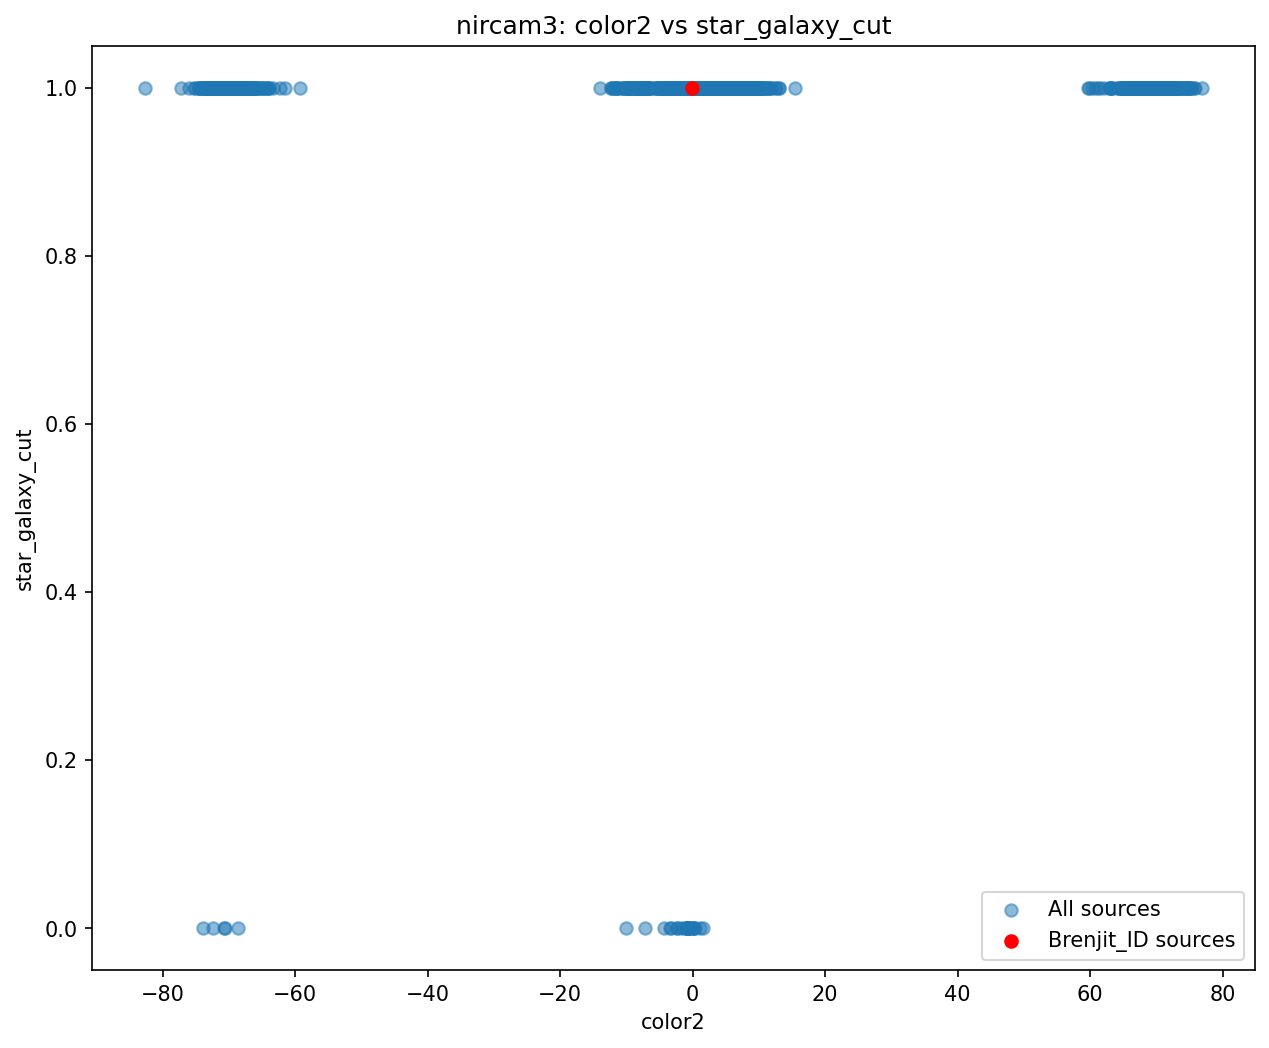 nircam3: color2 vs star_galaxy_cut
1.0
0.8
0.6
0.4
0.2
0.0
star_galaxy_cut
All sources
Brenjit_ID sources
−80 −60 −40 −20 0 20 40 60 80
color2